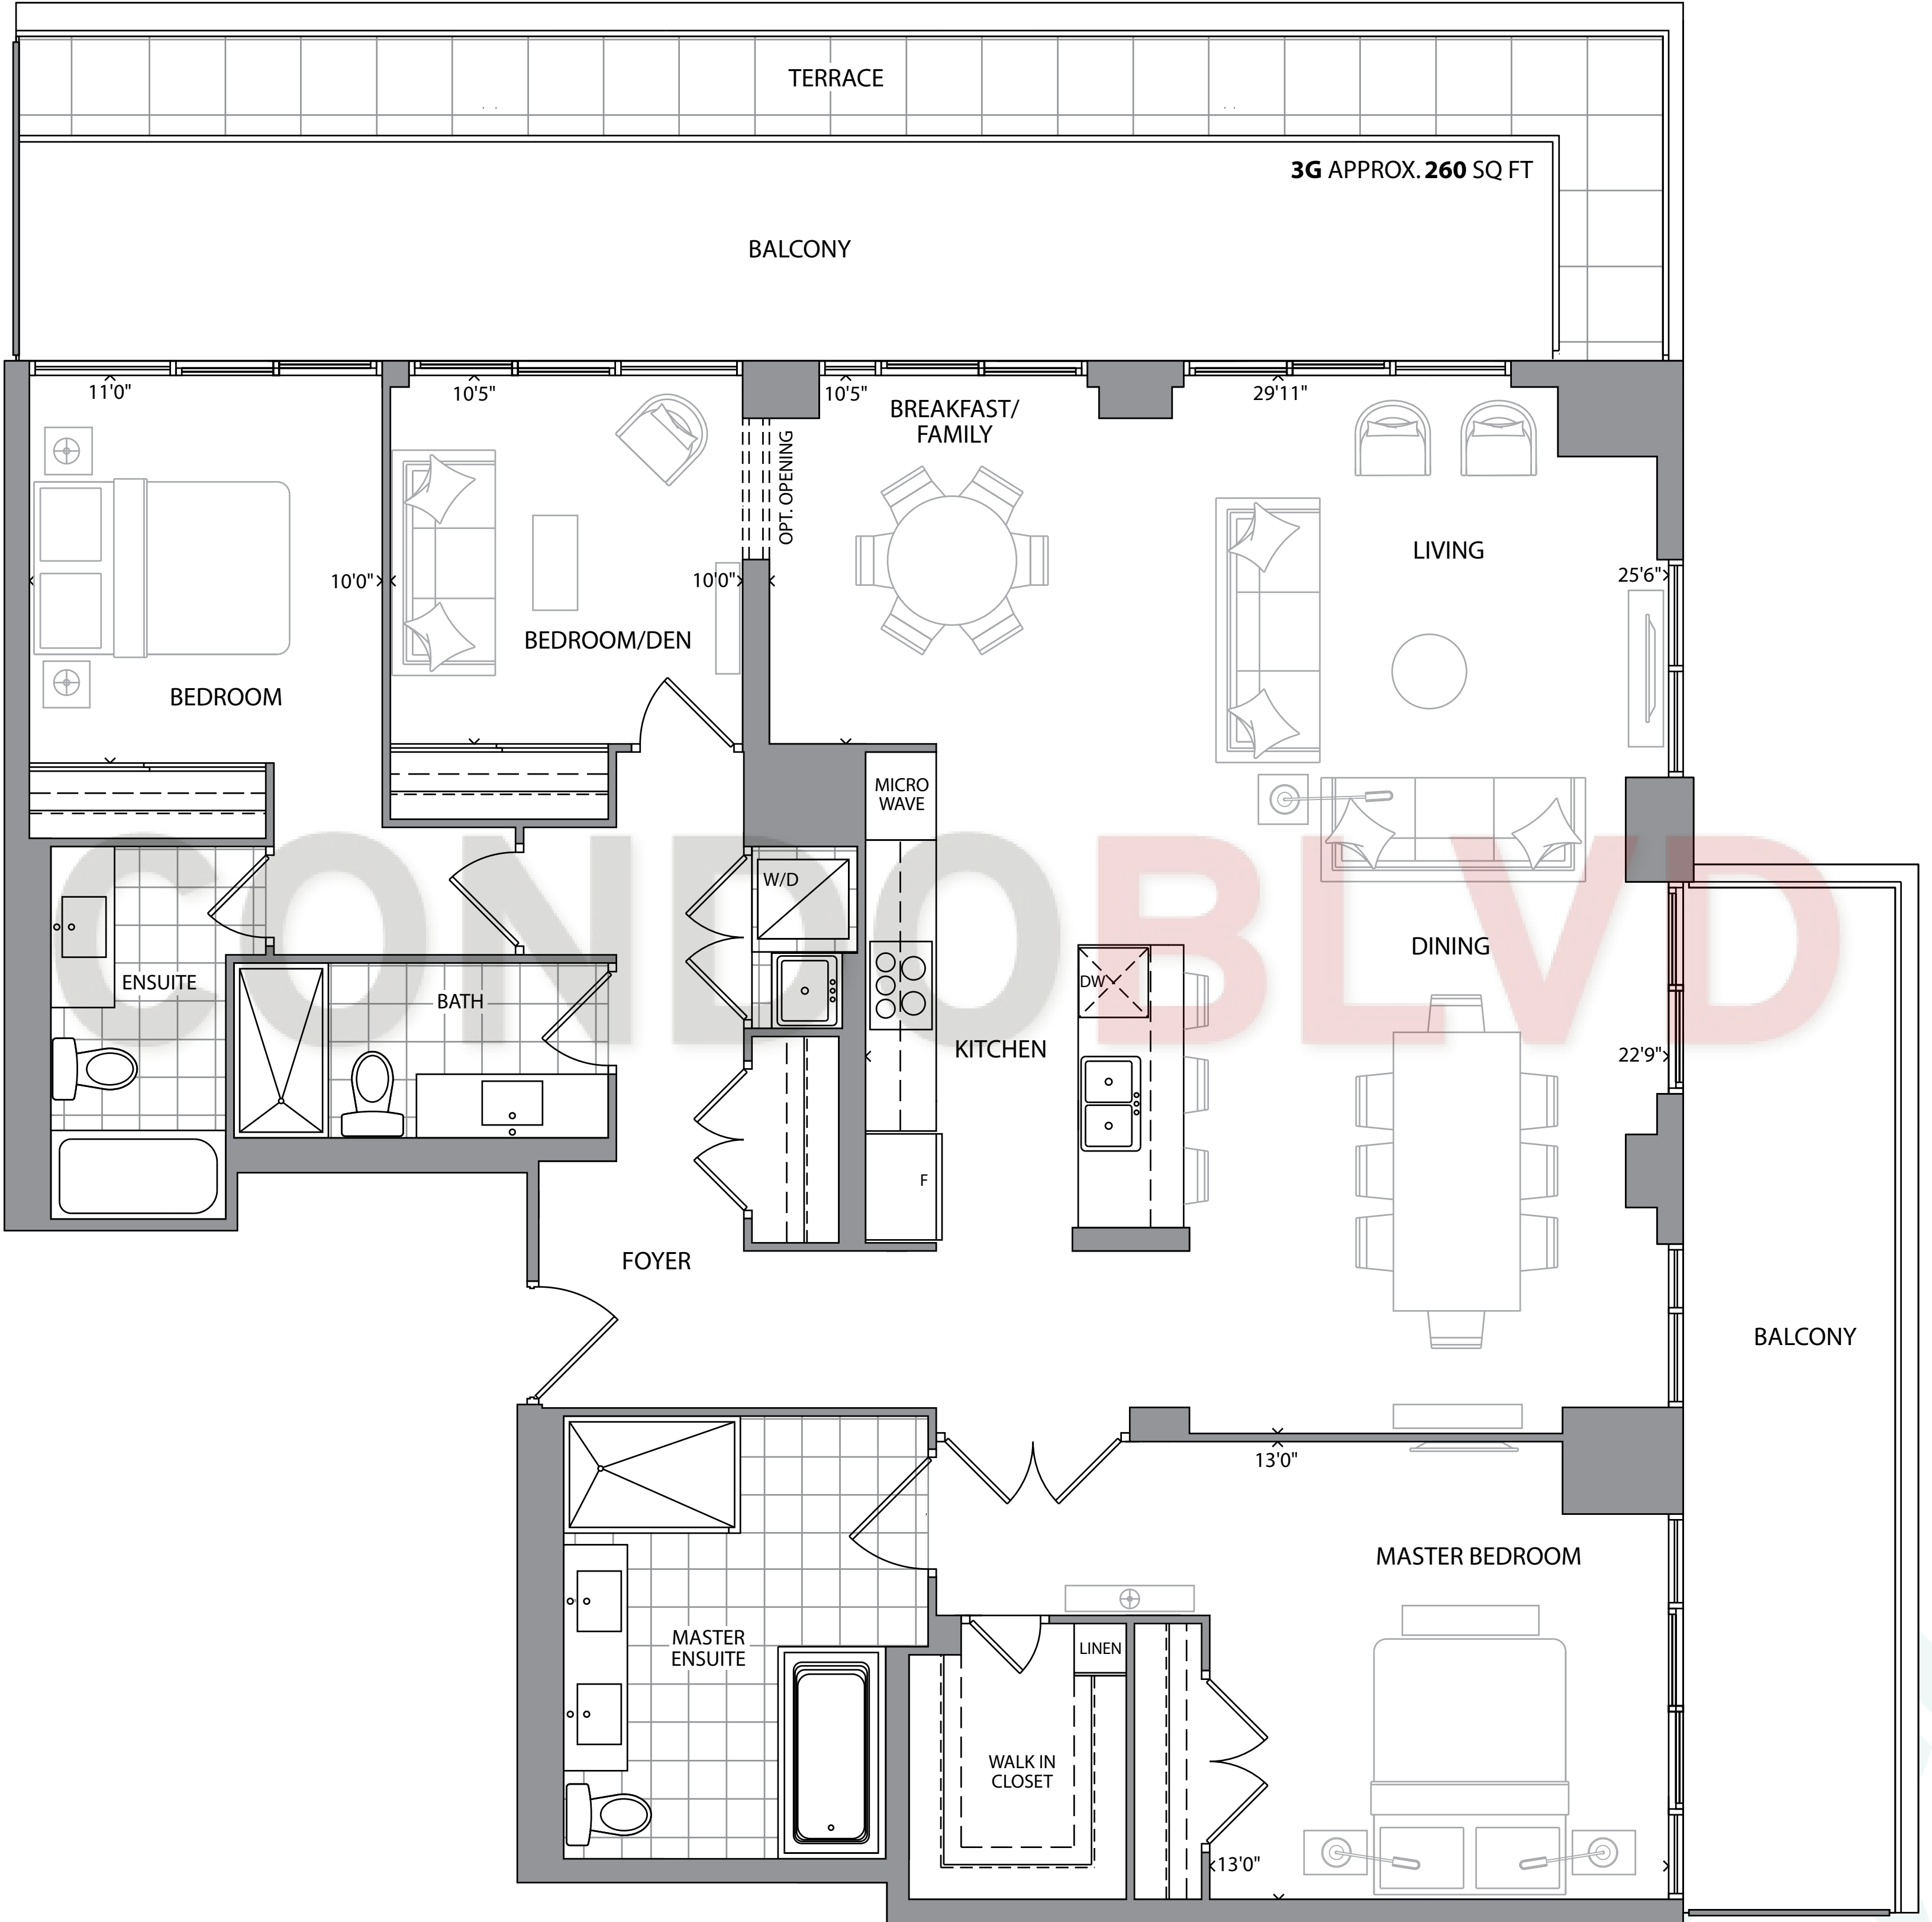 TERRACE
3G APPROX. 260 SQ FT
BALCONY
11'0"
10'5"
10'5"
29'11"
BREAKFAST/
FAMILY
OPT. OPENING
LIVING
10'0"
10'0"
25'6"
BEDROOM/DEN
BEDROOM
MICRO
WAVE
CONDOBLVD
W/D
DINING
ENSUITE
BATH
DW
KITCHEN
22'9"
F
FOYER
BALCONY
13'0"
MASTER BEDROOM
MASTER
ENSUITE
LINEN
WALK IN
CLOSET
13'0"